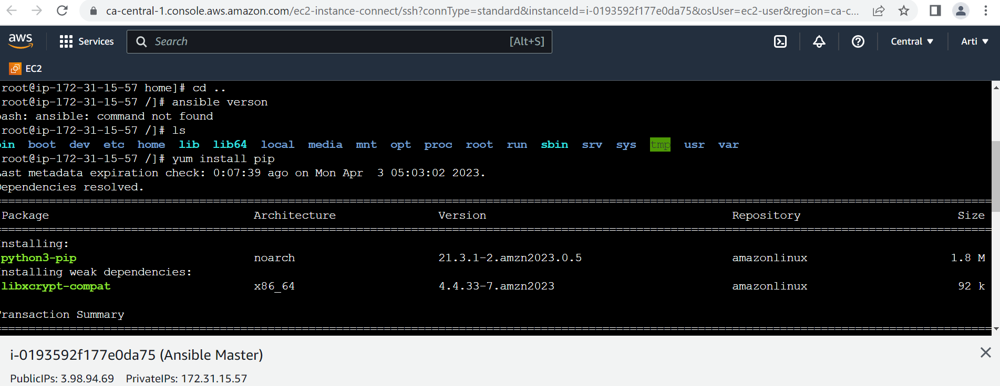 ca-central-1.console.aws.amazon.com/ec2-instance-connect/ssh?connType=standard&instanceId=i-0193592f177e0da75&osUser=ec2-user&region=ca-c...
aws Services Search [Alt+S] Central Arti
EC2
root@ip-172-31-15-57 home]# cd ..
root@ip-172-31-15-57 /]# ansible verson
bash: ansible: command not found
root@ip-172-31-15-57 /]# ls
bin boot dev etc home lib lib64 local media mnt opt proc root run sbin srv sys tmp usr var
root@ip-172-31-15-57 /]# yum install pip
Last metadata expiration check: 0:07:39 ago on Mon Apr  3 05:03:02 2023.
Dependencies resolved.
Package Architecture Version Repository Size
Installing:
python3-pip noarch 21.3.1-2.amzn2023.0.5 amazonlinux 1.8 M
Installing weak dependencies:
libxcrypt-compat x86_64 4.4.33-7.amzn2023 amazonlinux 92 k
Transaction Summary
i-0193592f177e0da75 (Ansible Master)
PublicIPs: 3.98.94.69 PrivateIPs: 172.31.15.57